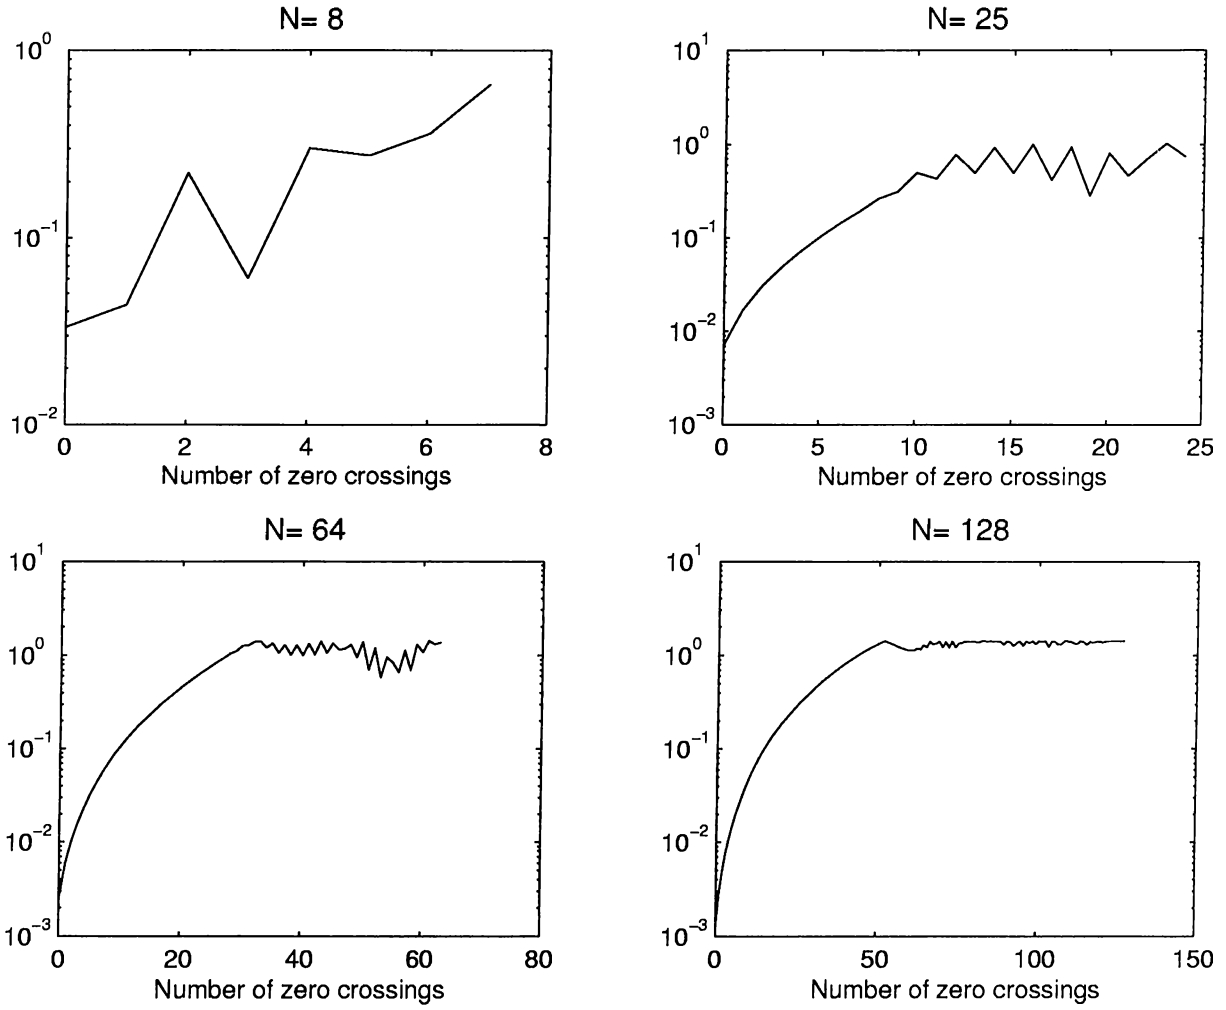 N= 8
10^0
10^-1
10^-2
0 2 4 6 8
Number of zero crossings
N= 25
10^1
10^0
10^-1
10^-2
10^-3
0 5 10 15 20 25
Number of zero crossings
N= 64
10^1
10^0
10^-1
10^-2
10^-3
0 20 40 60 80
Number of zero crossings
N= 128
10^1
10^0
10^-1
10^-2
10^-3
0 50 100 150
Number of zero crossings